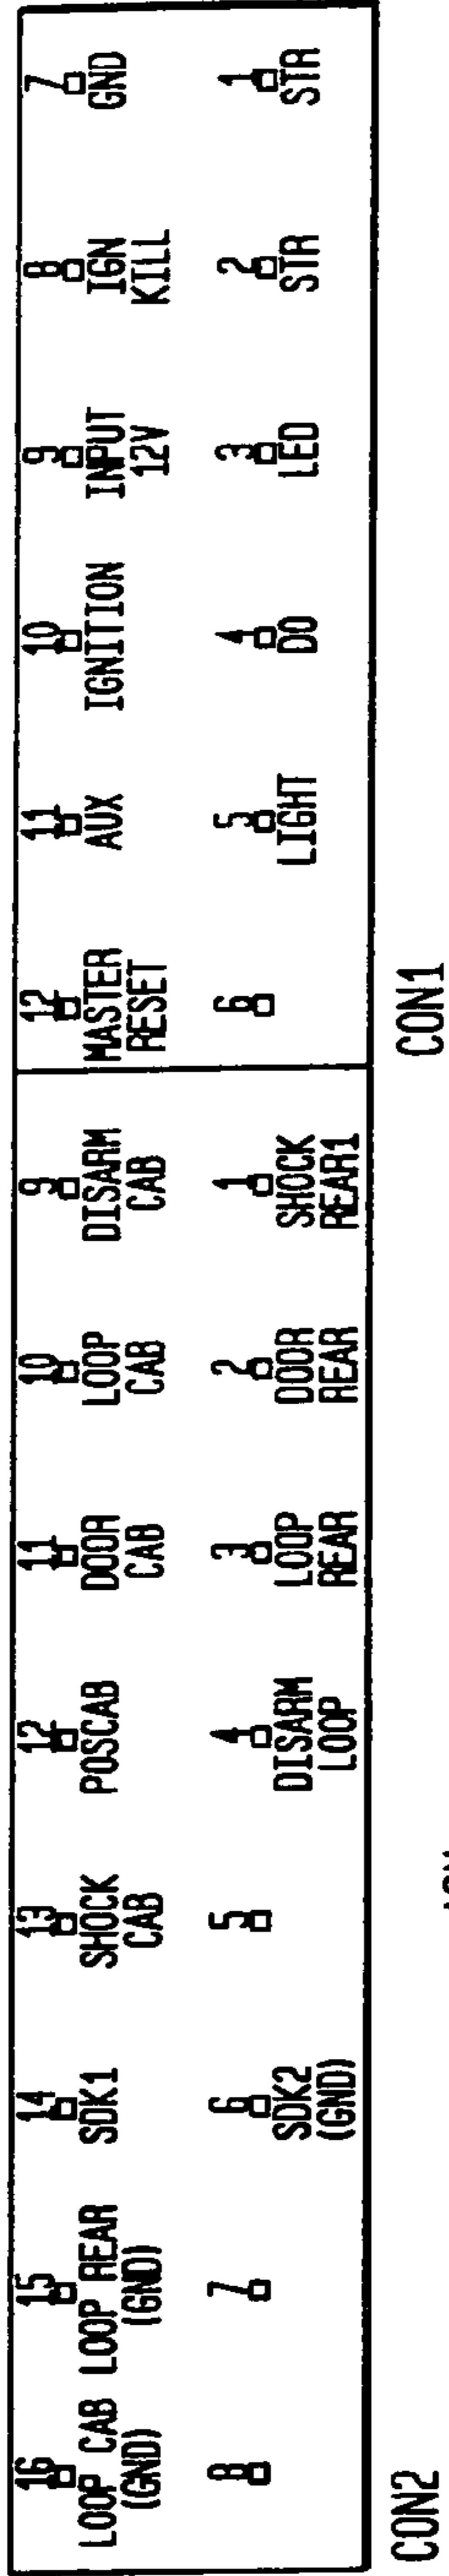 16 15 14 13 12 11 10 9 12 11 10 9 8 7
LOOP CAB LOOP REAR SDK1 SHOCK POSCAB DOOR LOOP DISARM MASTER AUX IGNITION INPUT IGN GND
(GND) (GND) CAB CAB CAB CAB RESET 12V KILL
8 7 6 5 4 3 2 1 6 5 4 3 2 1
SDK2 DISARM LOOP DOOR SHOCK LIGHT DO LED STR STR
(GND) LOOP REAR REAR REAR1
CON2 CON1